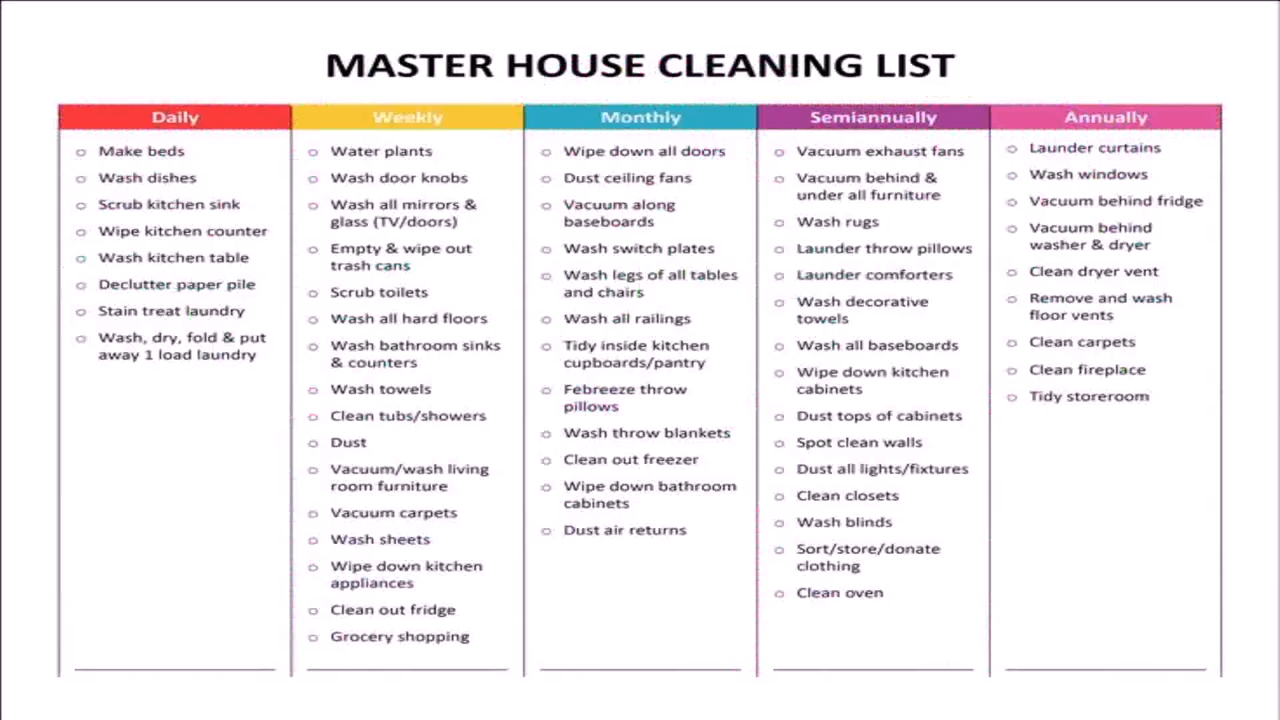 MASTER HOUSE CLEANING LIST
Daily
Make beds
Wash dishes
Scrub kitchen sink
Wipe kitchen counter
Wash kitchen table
Declutter paper pile
Stain treat laundry
Wash, dry, fold & put
away 1 load laundry
Weekly
Water plants
Wash door knobs
Wash all mirrors &
glass (TV/doors)
Empty & wipe out
trash cans
Scrub toilets
Wash all hard floors
Wash bathroom sinks
& counters
Wash towels
Clean tubs/showers
Dust
Vacuum/wash living
room furniture
Vacuum carpets
Wash sheets
Wipe down kitchen
appliances
Clean out fridge
Grocery shopping
Monthly
Wipe down all doors
Dust ceiling fans
Vacuum along
baseboards
Wash switch plates
Wash legs of all tables
and chairs
Wash all railings
Tidy inside kitchen
cupboards/pantry
Febreeze throw
pillows
Wash throw blankets
Clean out freezer
Wipe down bathroom
cabinets
Dust air returns
Semiannually
Vacuum exhaust fans
Vacuum behind &
under all furniture
Wash rugs
Launder throw pillows
Launder comforters
Wash decorative
towels
Wash all baseboards
Wipe down kitchen
cabinets
Dust tops of cabinets
Spot clean walls
Dust all lights/fixtures
Clean closets
Wash blinds
Sort/store/donate
clothing
Clean oven
Annually
Launder curtains
Wash windows
Vacuum behind fridge
Vacuum behind
washer & dryer
Clean dryer vent
Remove and wash
floor vents
Clean carpets
Clean fireplace
Tidy storeroom